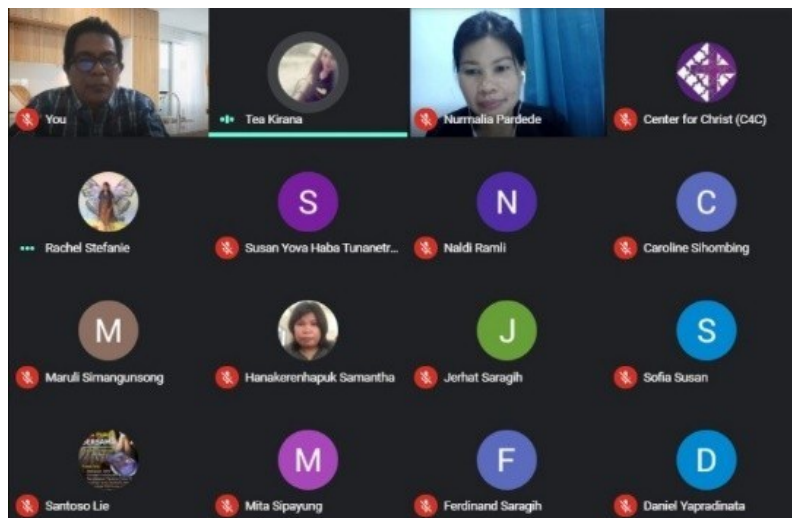 You
Tea Kirana
Nurmalia Pardede
Center for Christ (C4C)
Rachel Stefanie
S
Susan Yova Haba Tunanetr...
N
Naldi Ramli
C
Caroline Sihombing
M
Maruli Simangunsong
Hanakerenhapuk Samantha
J
Jerhat Saragih
S
Sofia Susan
Santoso Lie
M
Mita Sipayung
F
Ferdinand Saragih
D
Daniel Yapradinata